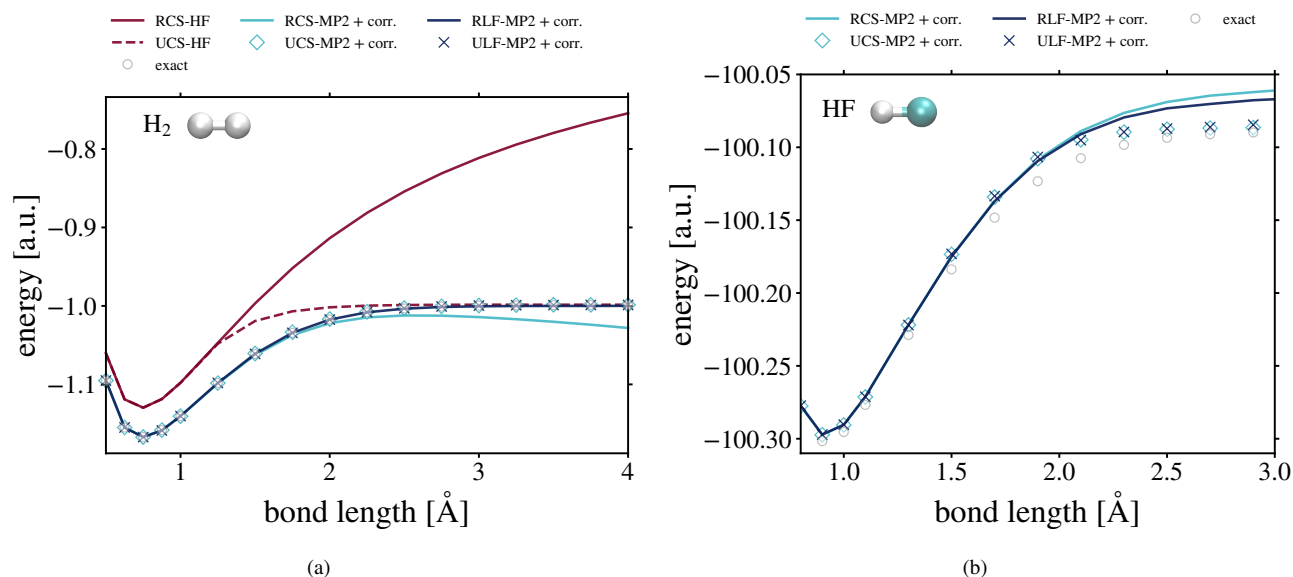 RCS-HF RCS-MP2 + corr. RLF-MP2 + corr.
UCS-HF UCS-MP2 + corr. ULF-MP2 + corr.
exact
H₂
energy [a.u.]
−0.8
−0.9
−1.0
−1.1
1 2 3 4
bond length [Å]
(a)
RCS-MP2 + corr. RLF-MP2 + corr. exact
UCS-MP2 + corr. ULF-MP2 + corr.
HF
energy [a.u.]
−100.05
−100.10
−100.15
−100.20
−100.25
−100.30
1.0 1.5 2.0 2.5 3.0
bond length [Å]
(b)